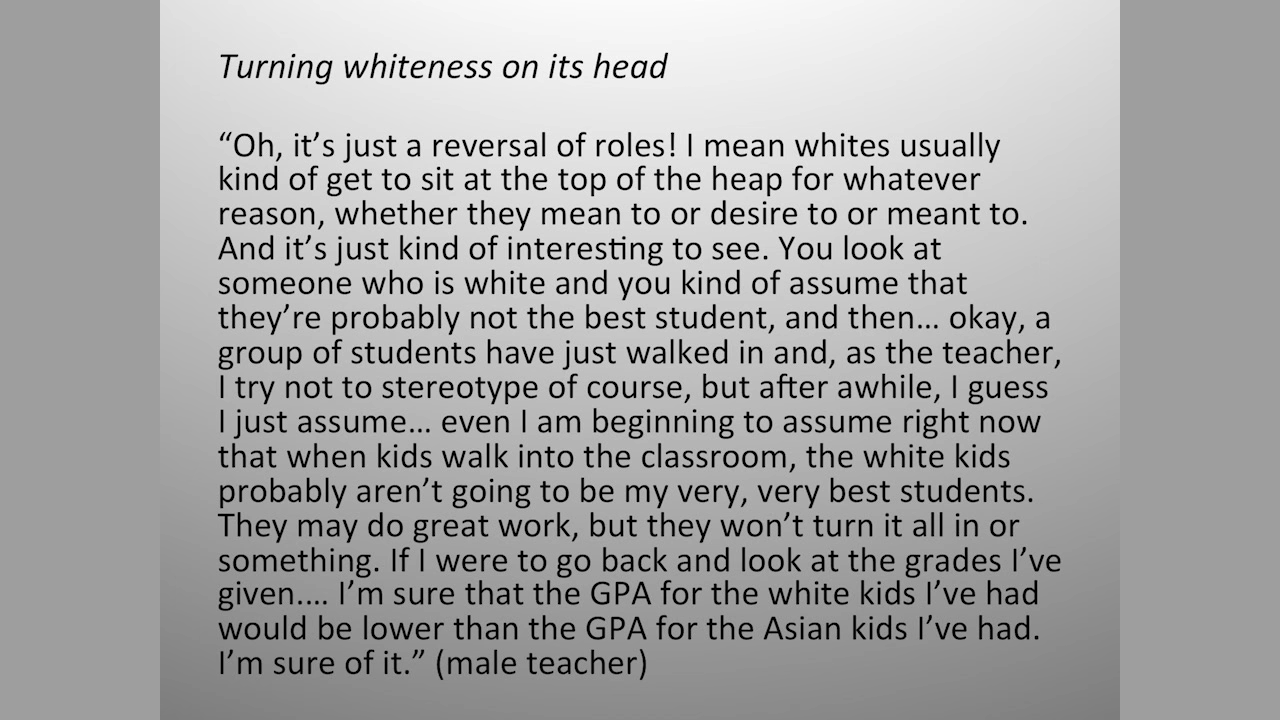 Turning whiteness on its head
“Oh, it’s just a reversal of roles! I mean whites usually
kind of get to sit at the top of the heap for whatever
reason, whether they mean to or desire to or meant to.
And it’s just kind of interesting to see. You look at
someone who is white and you kind of assume that
they’re probably not the best student, and then… okay, a
group of students have just walked in and, as the teacher,
I try not to stereotype of course, but after awhile, I guess
I just assume… even I am beginning to assume right now
that when kids walk into the classroom, the white kids
probably aren’t going to be my very, very best students.
They may do great work, but they won’t turn it all in or
something. If I were to go back and look at the grades I’ve
given.… I’m sure that the GPA for the white kids I’ve had
would be lower than the GPA for the Asian kids I’ve had.
I’m sure of it.” (male teacher)